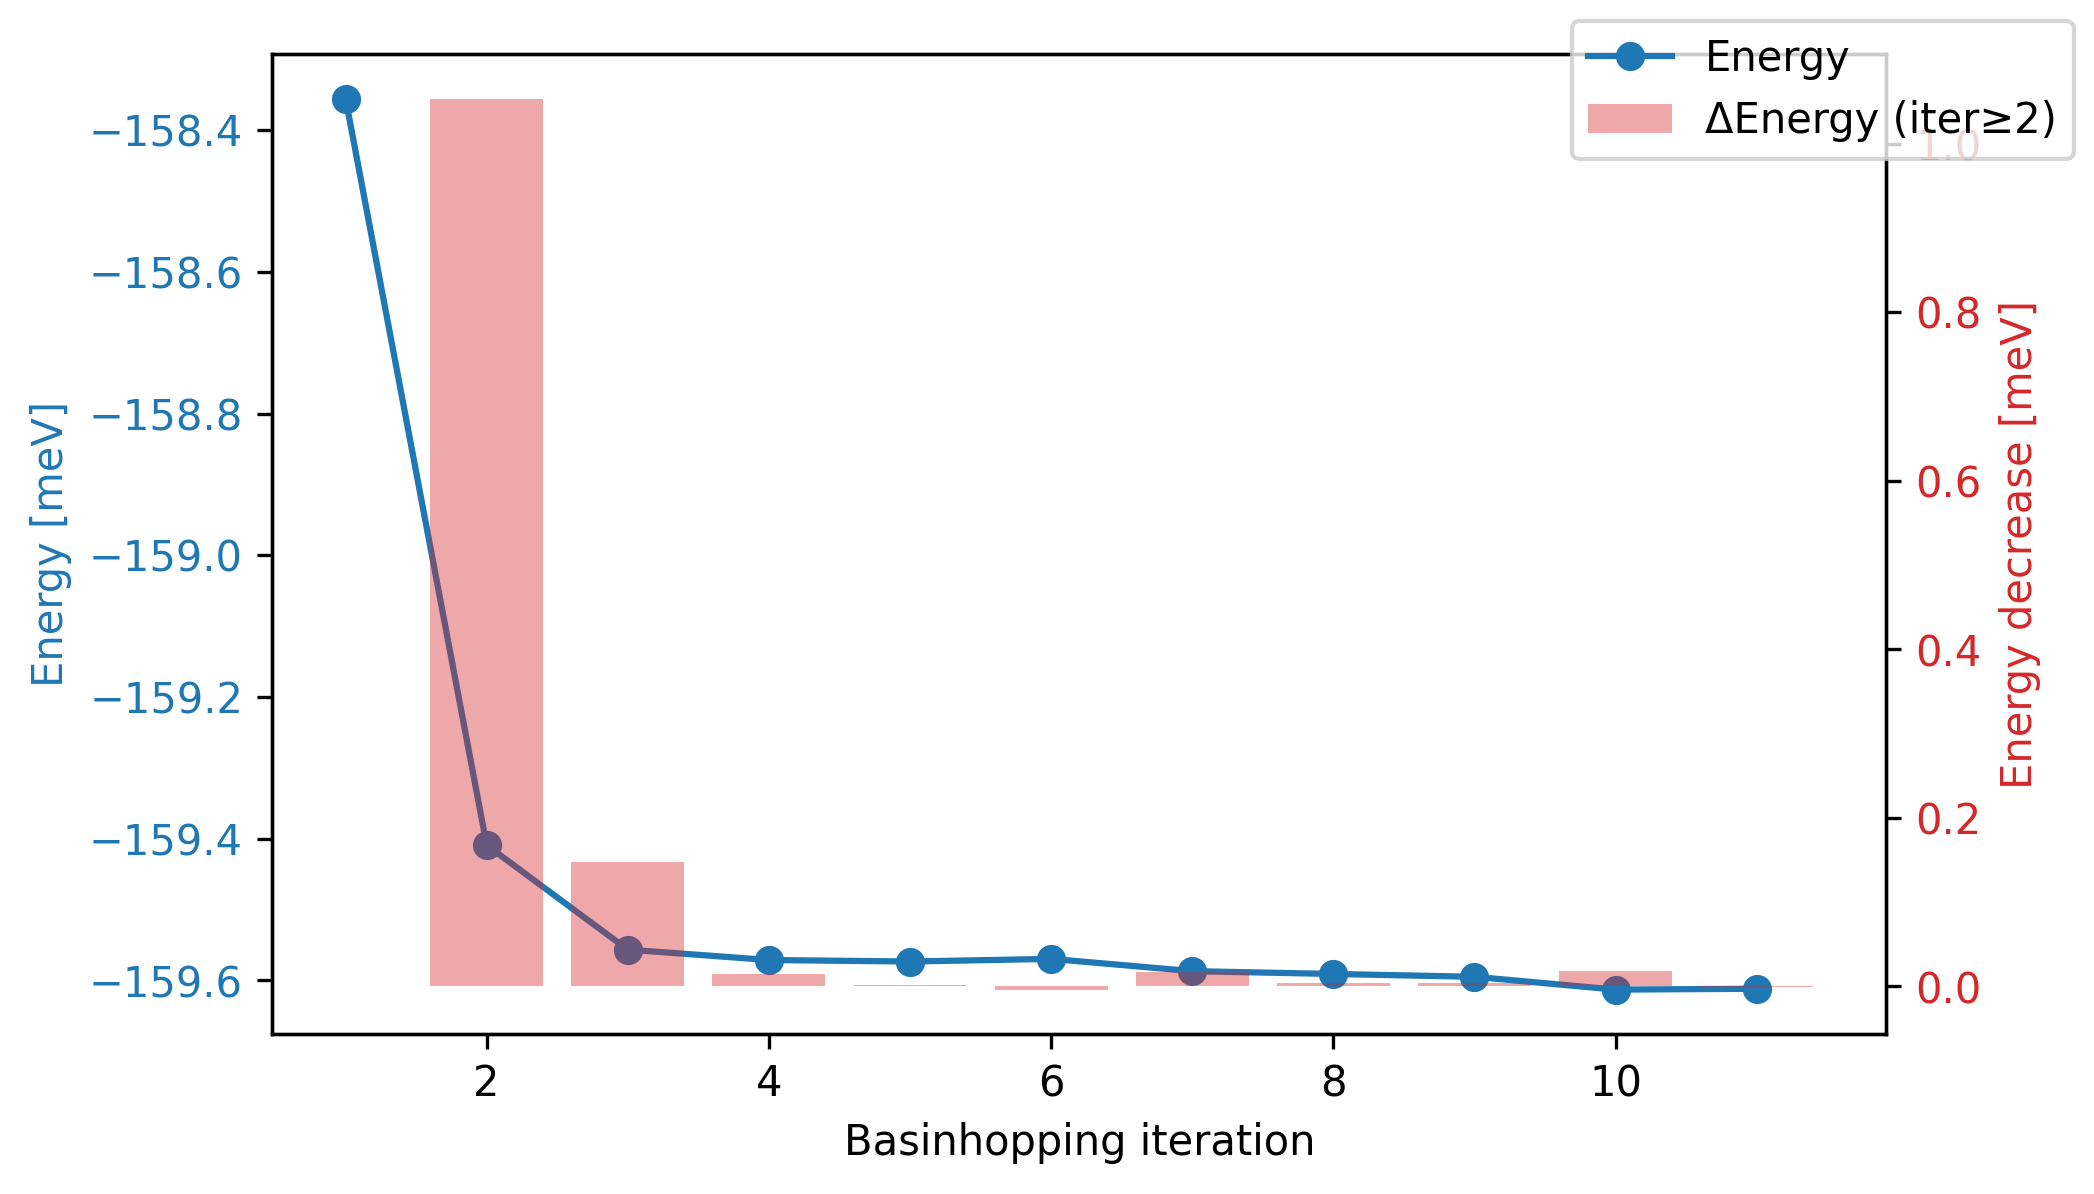 Energy
ΔEnergy (iter≥2)
−158.4
−158.6
−158.8
−159.0
−159.2
−159.4
−159.6
Energy [meV]
1.0
0.8
0.6
0.4
0.2
0.0
Energy decrease [meV]
2 4 6 8 10
Basinhopping iteration